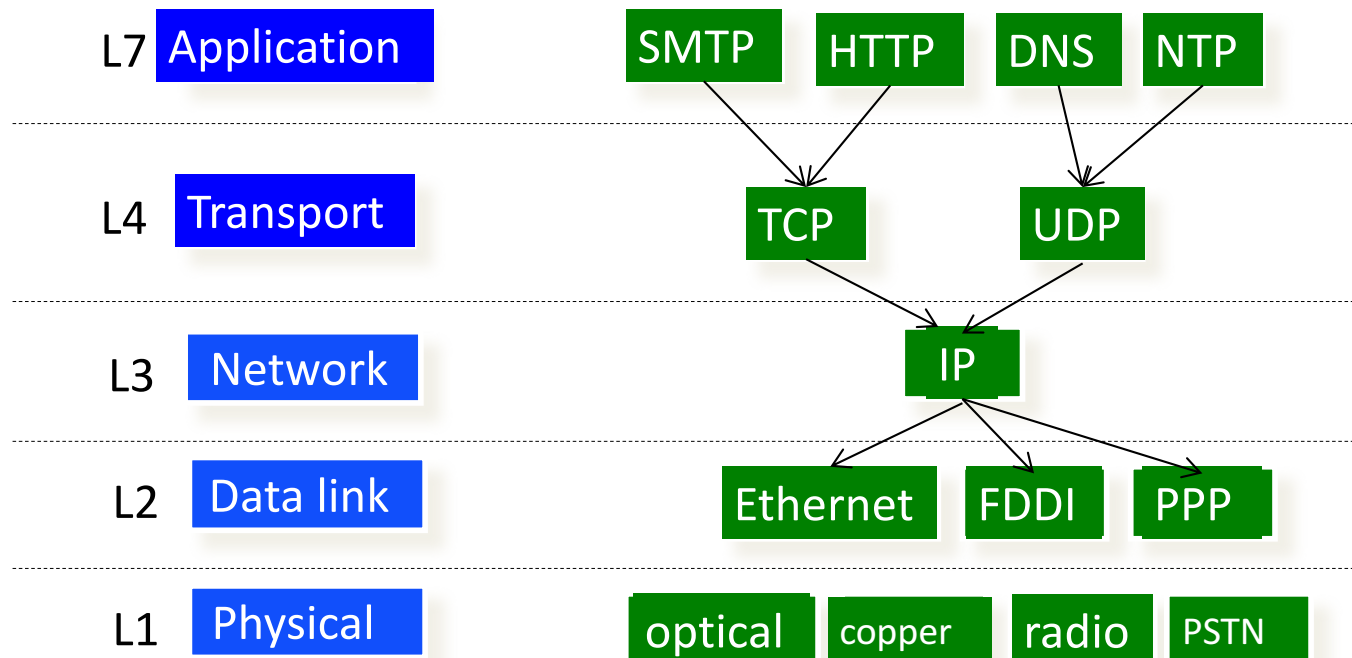 L7 Application SMTP HTTP DNS NTP
L4 Transport TCP UDP
L3 Network IP
L2 Data link Ethernet FDDI PPP
L1 Physical optical copper radio PSTN